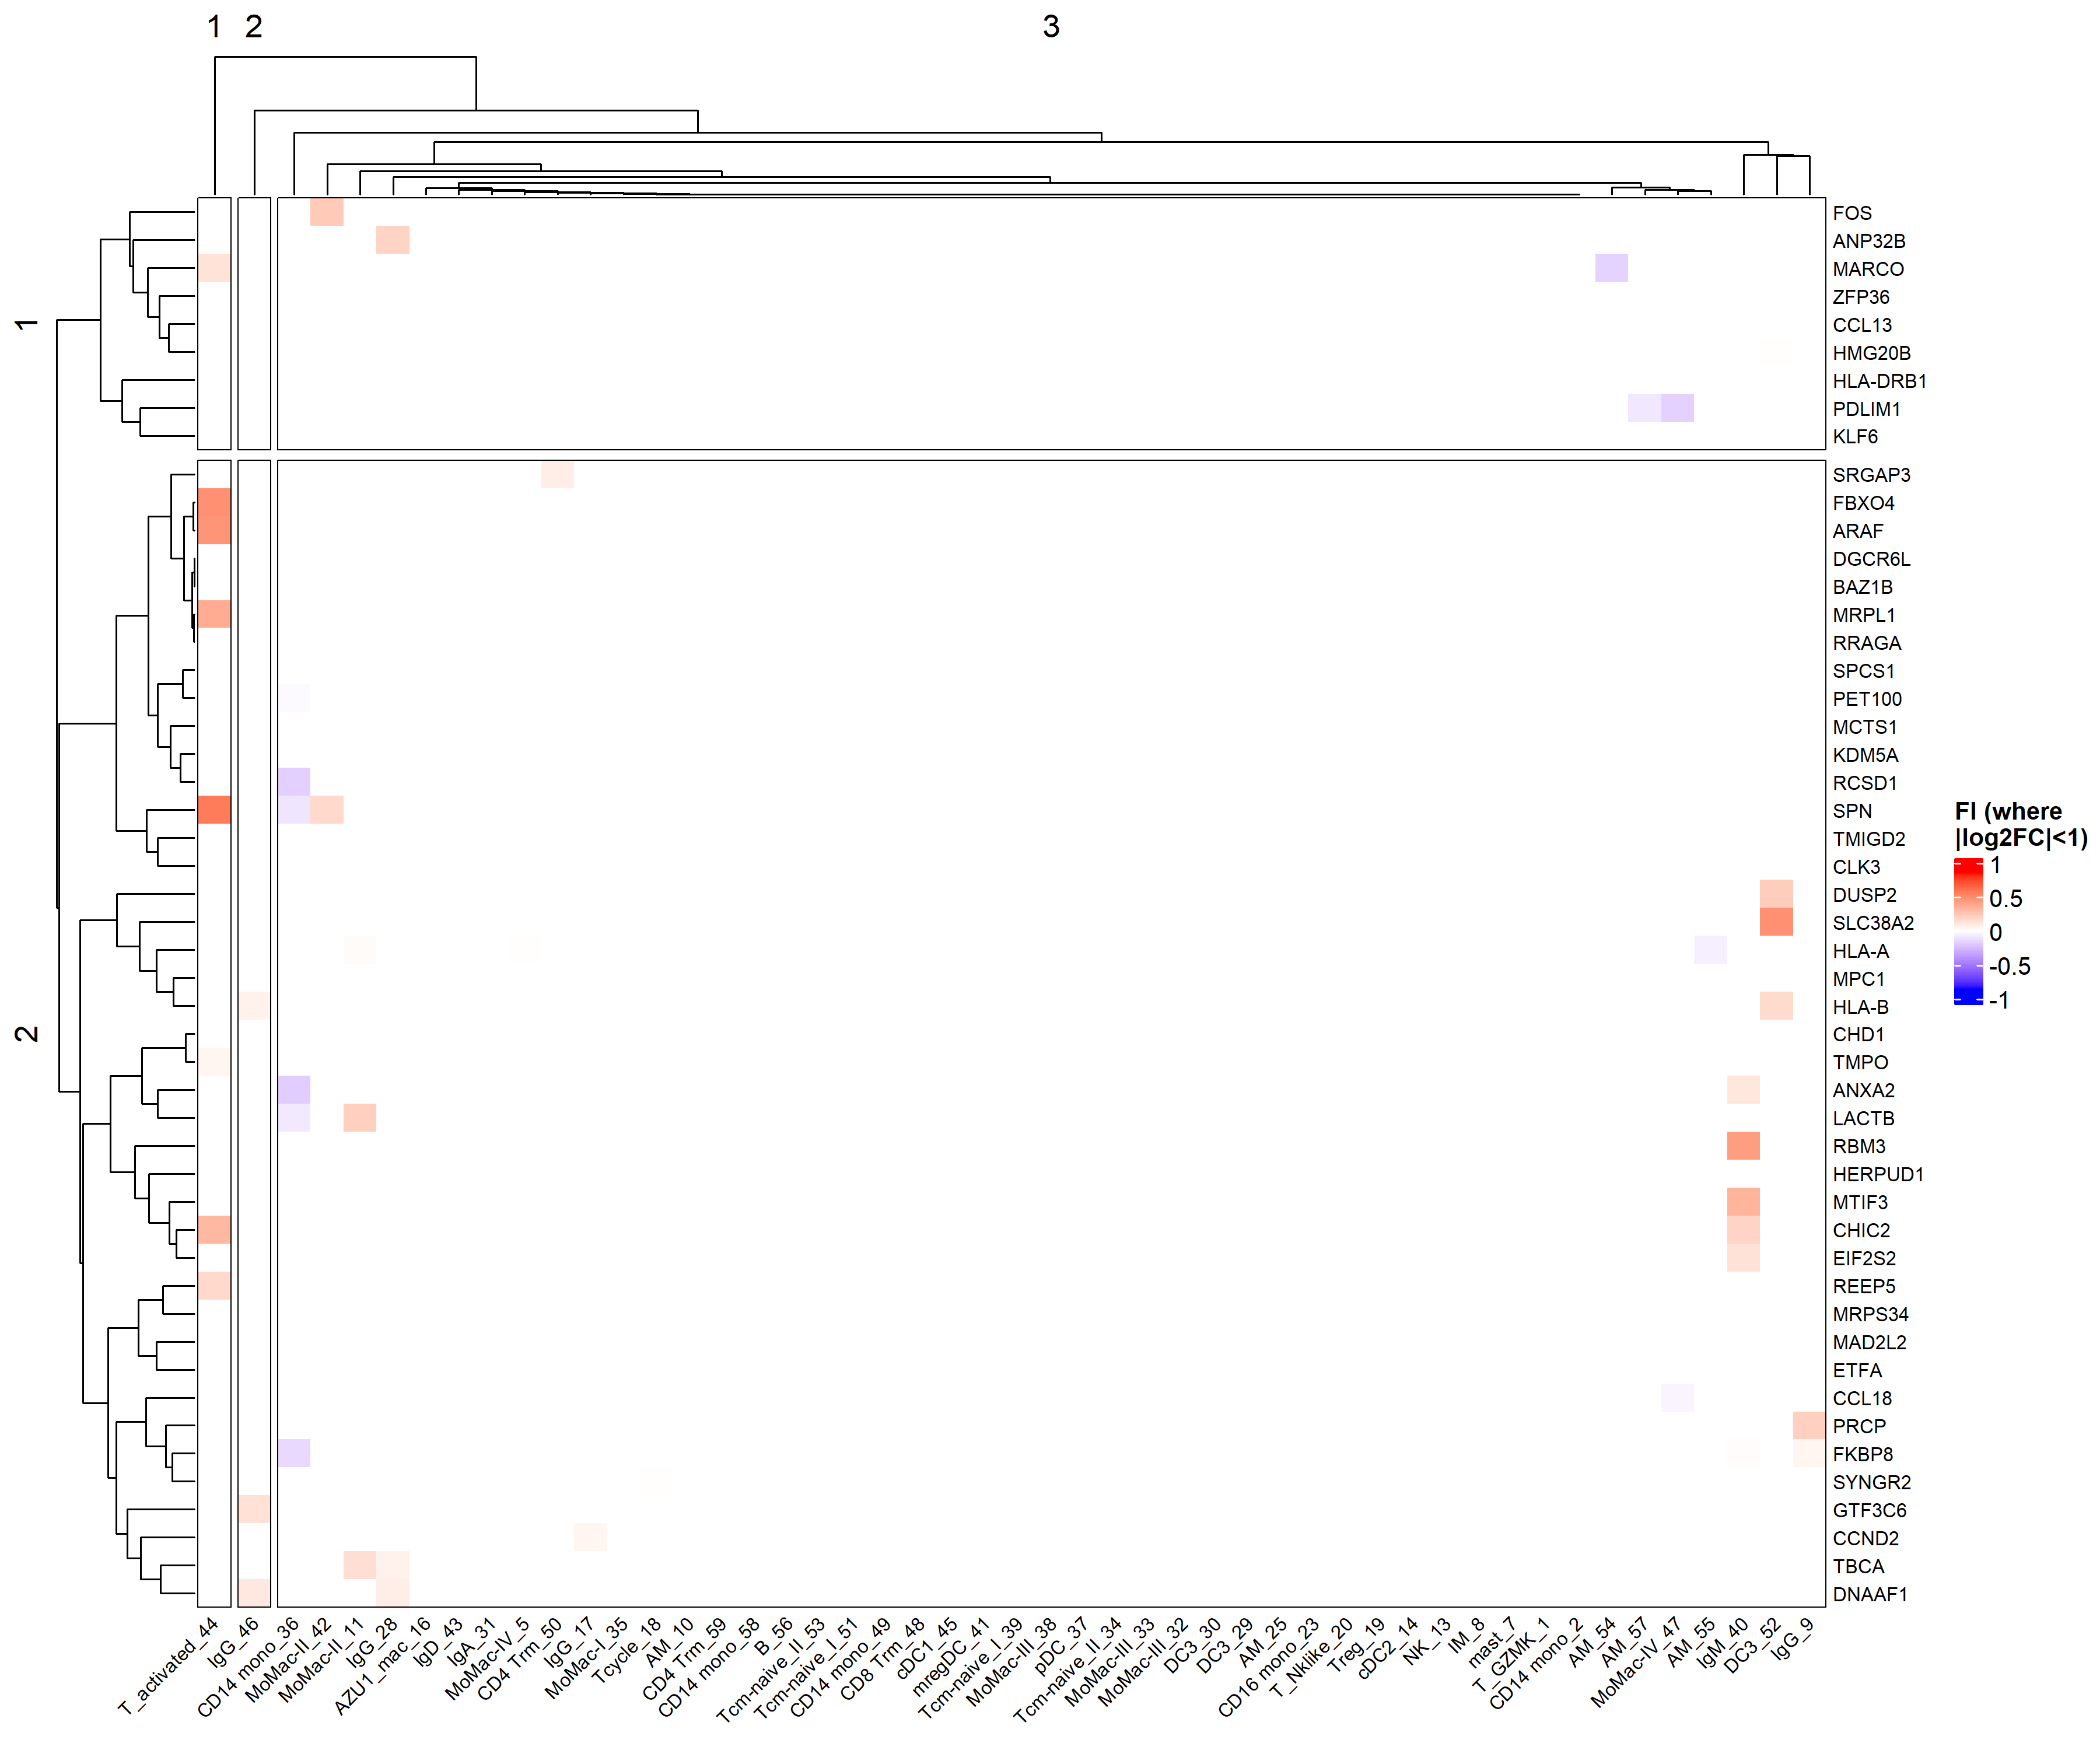 1 2 3
1
2
FOS
ANP32B
MARCO
ZFP36
CCL13
HMG20B
HLA-DRB1
PDLIM1
KLF6
SRGAP3
FBXO4
ARAF
DGCR6L
BAZ1B
MRPL1
RRAGA
SPCS1
PET100
MCTS1
KDM5A
RCSD1
SPN
TMIGD2
CLK3
DUSP2
SLC38A2
HLA-A
MPC1
HLA-B
CHD1
TMPO
ANXA2
LACTB
RBM3
HERPUD1
MTIF3
CHIC2
EIF2S2
REEP5
MRPS34
MAD2L2
ETFA
CCL18
PRCP
FKBP8
SYNGR2
GTF3C6
CCND2
TBCA
DNAAF1
T_activated_44
IgG_46
CD14 mono_36
MoMac-II_42
MoMac-II_11
IgG_28
AZU1_mac_16
IgD_43
IgA_31
MoMac-IV_5
CD4 Trm_50
IgG_17
MoMac-I_35
Tcycle_18
AM_10
CD4 Trm_59
CD14 mono_58
B_56
Tcm-naive_II_53
Tcm-naive_I_51
CD14 mono_49
CD8 Trm_48
cDC1_45
mregDC_41
Tcm-naive_I_39
MoMac-III_38
pDC_37
Tcm-naive_II_34
MoMac-III_33
MoMac-III_32
DC3_30
DC3_29
AM_25
CD16 mono_23
T_Nklike_20
Treg_19
cDC2_14
NK_13
IM_8
mast_7
T_GZMK_1
CD14 mono_2
AM_54
AM_57
MoMac-IV_47
AM_55
IgM_40
DC3_52
IgG_9
FI (where
|log2FC|<1)
1
0.5
0
-0.5
-1